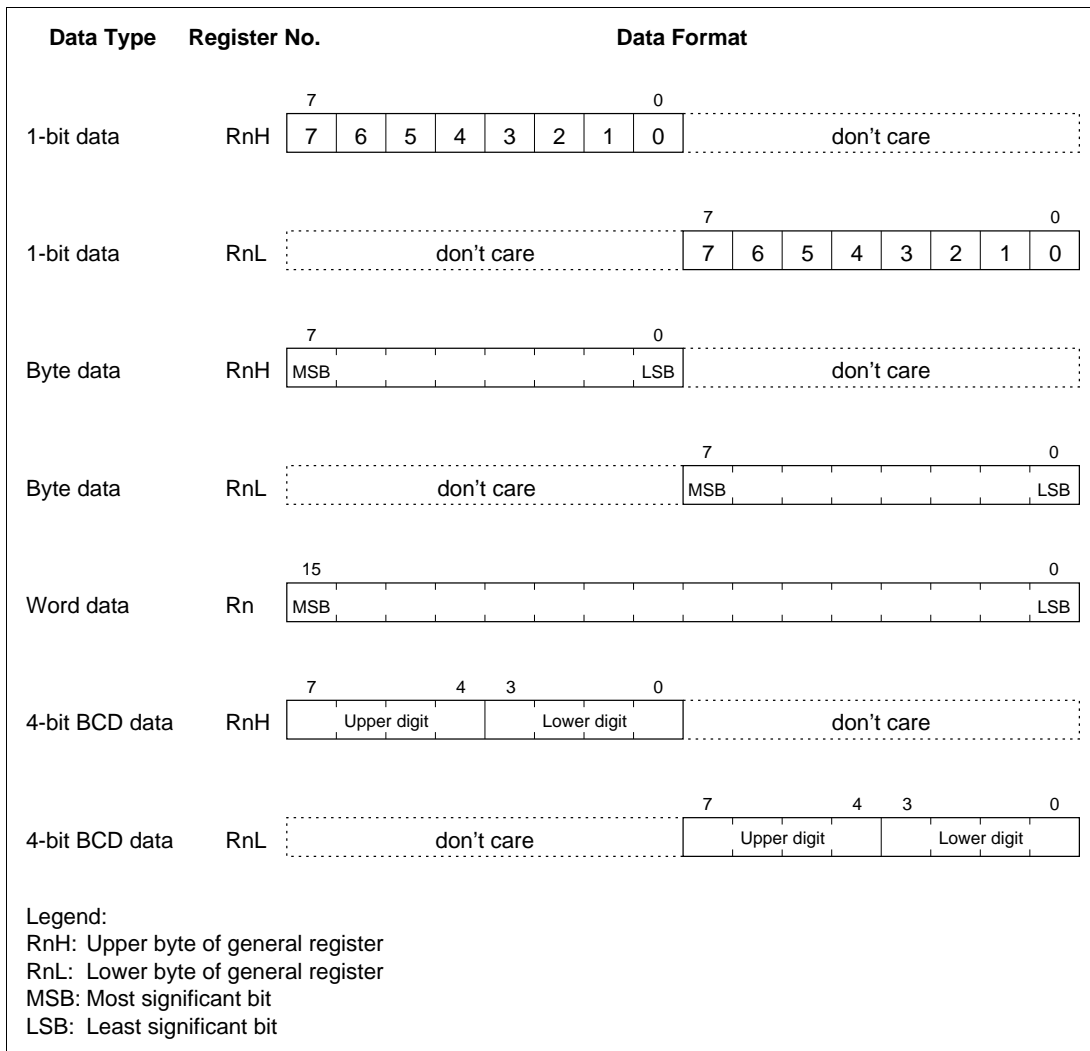 Data Type Register No. Data Format
7 0
1-bit data RnH 7 6 5 4 3 2 1 0 don't care
7 0
1-bit data RnL don't care 7 6 5 4 3 2 1 0
7 0
Byte data RnH MSB LSB don't care
7 0
Byte data RnL don't care MSB LSB
15 0
Word data Rn MSB LSB
7 4 3 0
4-bit BCD data RnH Upper digit Lower digit don't care
7 4 3 0
4-bit BCD data RnL don't care Upper digit Lower digit
Legend:
RnH: Upper byte of general register
RnL: Lower byte of general register
MSB: Most significant bit
LSB: Least significant bit